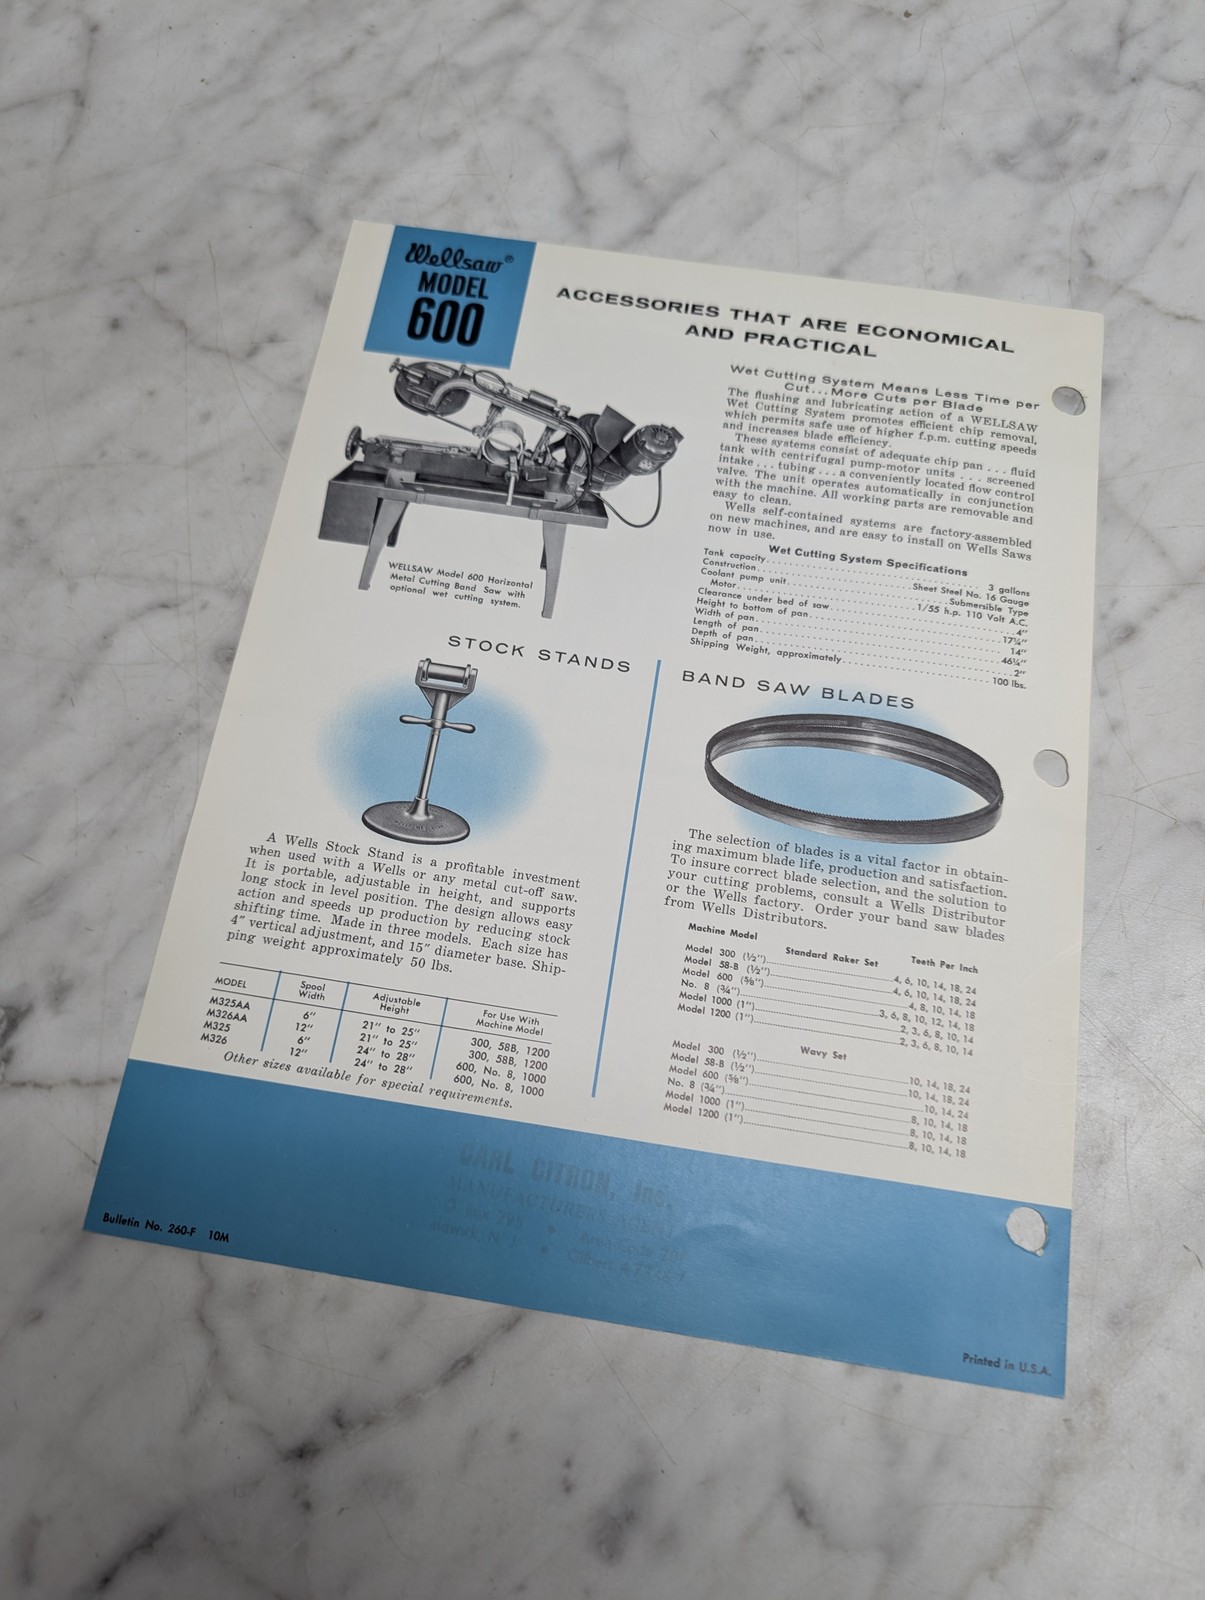 Wellsaw®
MODEL
600
ACCESSORIES THAT ARE ECONOMICAL
AND PRACTICAL
WELLSAW Model 600 Horizontal
Metal Cutting Band Saw with
optional wet cutting system.
Wet Cutting System Means Less Time per
Cut...More Cuts per Blade
The flushing and lubricating action of a WELLSAW
Wet Cutting System promotes efficient chip removal,
which permits safe use of higher f.p.m. cutting speeds
and increases blade efficiency.
These systems consist of adequate chip pan . . . fluid
tank with centrifugal pump-motor units . . . screened
intake . . . tubing . . . a conveniently located flow control
valve. The unit operates automatically in conjunction
with the machine. All working parts are removable and
easy to clean.
Wells self-contained systems are factory-assembled
on new machines, and are easy to install on Wells Saws
now in use.
Wet Cutting System Specifications
Tank capacity 3 gallons
Construction Sheet Steel No. 16 Gauge
Coolant pump unit Submersible Type
Motor 1/55 h.p. 110 Volt A.C.
Clearance under bed of saw 4"
Height to bottom of pan 17¼"
Width of pan 14"
Length of pan 46¼"
Depth of pan 2"
Shipping Weight, approximately 100 lbs.
STOCK STANDS
A Wells Stock Stand is a profitable investment
when used with a Wells or any metal cut-off saw.
It is portable, adjustable in height, and supports
long stock in level position. The design allows easy
action and speeds up production by reducing stock
shifting time. Made in three models. Each size has
4" vertical adjustment, and 15" diameter base. Ship-
ping weight approximately 50 lbs.
MODEL Spool Width Adjustable Height For Use With Machine Model
M325AA 6" 21" to 25" 300, 58B, 1200
M326AA 12" 21" to 25" 300, 58B, 1200
M325 6" 24" to 28" 600, No. 8, 1000
M326 12" 24" to 28" 600, No. 8, 1000
Other sizes available for special requirements.
BAND SAW BLADES
The selection of blades is a vital factor in obtain-
ing maximum blade life, production and satisfaction.
To insure correct blade selection, and the solution to
your cutting problems, consult a Wells Distributor
or the Wells factory. Order your band saw blades
from Wells Distributors.
Machine Model Standard Raker Set Teeth Per Inch
Model 300 (½") 4, 6, 10, 14, 18, 24
Model 58-B (½") 4, 6, 10, 14, 18, 24
Model 600 (⅝") 4, 8, 10, 14, 18
No. 8 (¾") 3, 6, 8, 10, 12, 14, 18
Model 1000 (1") 2, 3, 6, 8, 10, 14
Model 1200 (1") 2, 3, 6, 8, 10, 14
Wavy Set
Model 300 (½") 10, 14, 18, 24
Model 58-B (½") 10, 14, 18, 24
Model 600 (⅝") 10, 14, 24
No. 8 (¾") 8, 10, 14, 18
Model 1000 (1") 8, 10, 14, 18
Model 1200 (1") 8, 10, 14, 18
CARL CITRON, Inc.
MANUFACTURERS
Bulletin No. 260-F 10M
Printed in U.S.A.